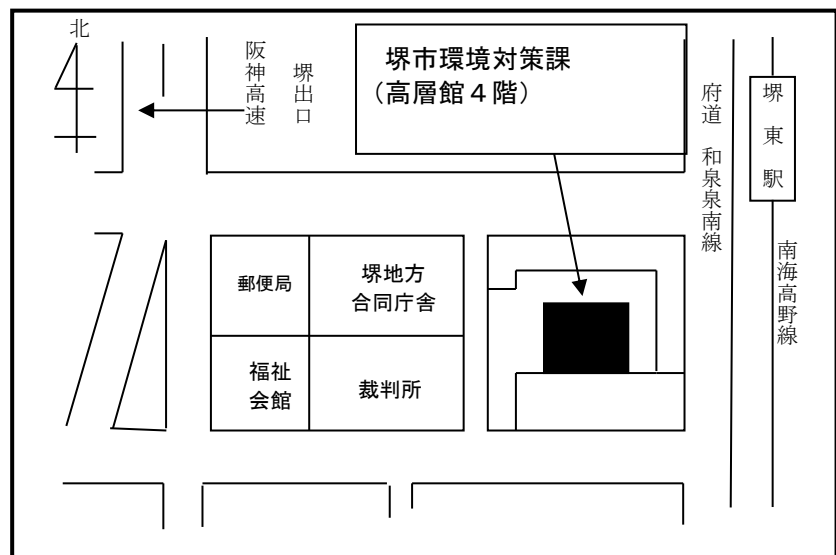 北
阪神高速
堺出口
堺市環境対策課
（高層館４階）
府道 和泉泉南線
堺東駅
南海高野線
郵便局
堺地方
合同庁舎
福祉
会館
裁判所